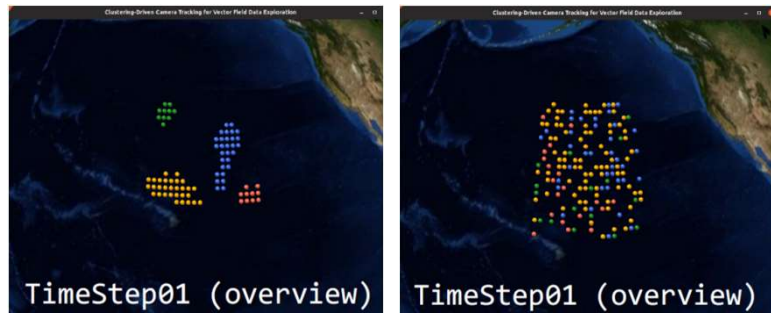 Clustering-Driven Camera Tracking for Vector Field Data Exploration
Clustering-Driven Camera Tracking for Vector Field Data Exploration
TimeStep01 (overview)
TimeStep01 (overview)